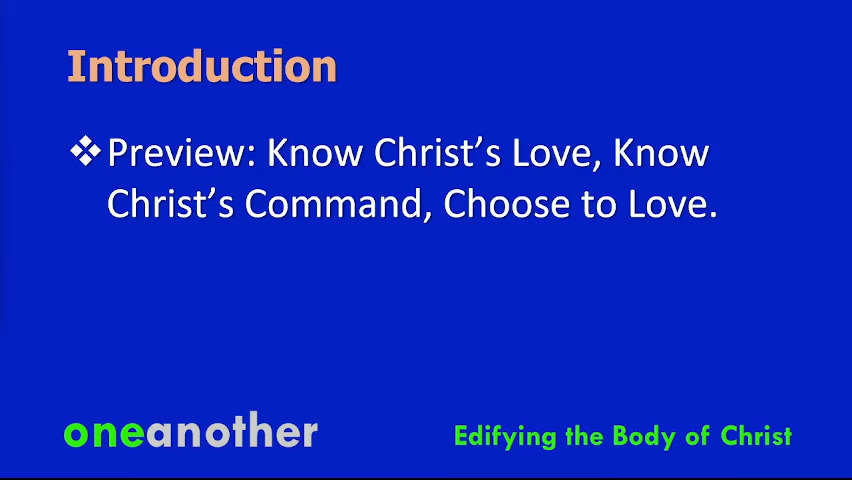 Introduction
❖Preview: Know Christ’s Love, Know
Christ’s Command, Choose to Love.
oneanother
Edifying the Body of Christ